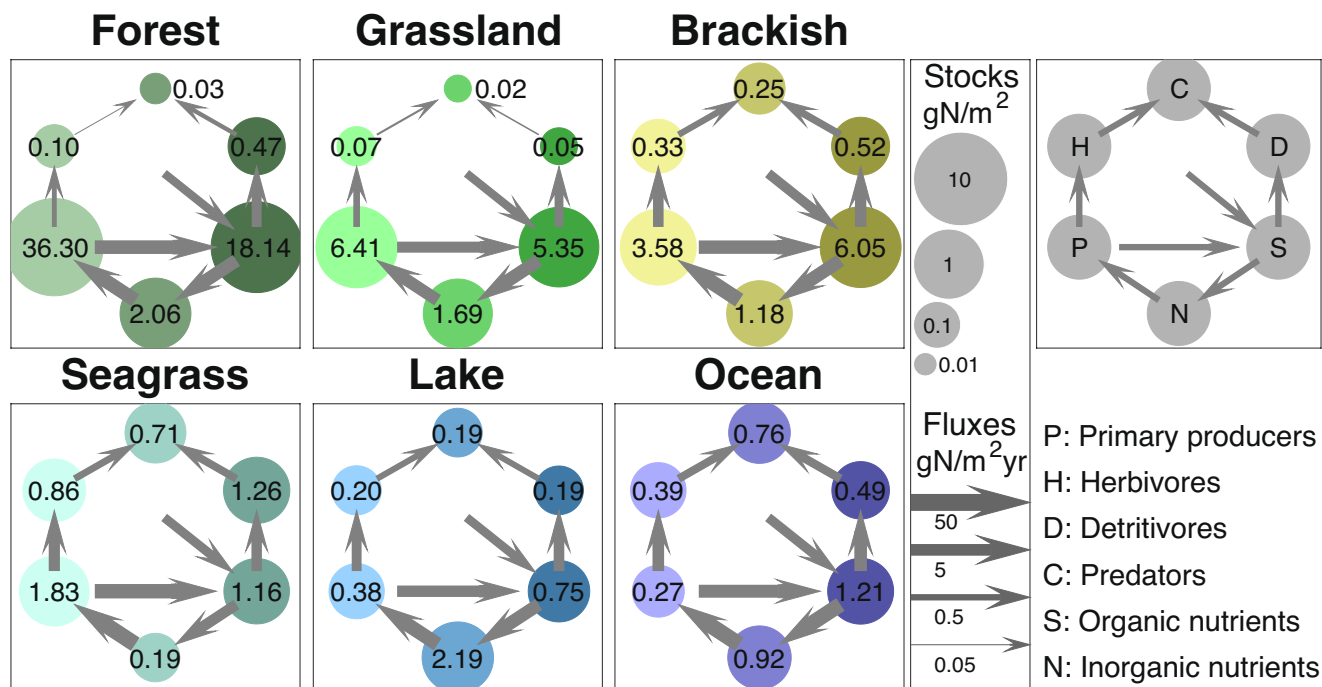 Forest
Grassland
Brackish
0.03
0.10
0.47
36.30
18.14
2.06
0.02
0.07
0.05
6.41
5.35
1.69
0.25
0.33
0.52
3.58
6.05
1.18
Stocks
gN/m²
10
1
0.1
0.01
C
H
D
P
S
N
Seagrass
Lake
Ocean
0.71
0.86
1.26
1.83
1.16
0.19
0.19
0.20
0.19
0.38
0.75
2.19
0.76
0.39
0.49
0.27
1.21
0.92
Fluxes
gN/m²yr
50
5
0.5
0.05
P: Primary producers
H: Herbivores
D: Detritivores
C: Predators
S: Organic nutrients
N: Inorganic nutrients